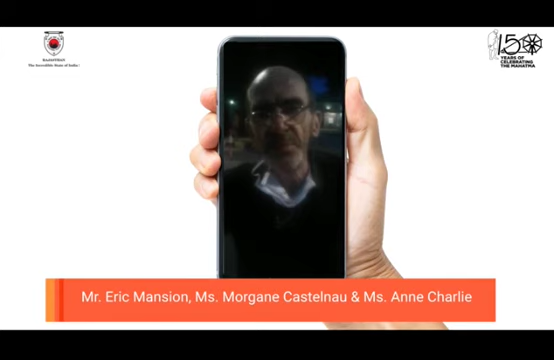 RAJASTHAN
The Incredible State of India!
150
YEARS OF
CELEBRATING
THE MAHATMA
Mr. Eric Mansion, Ms. Morgane Castelnau & Ms. Anne Charlie